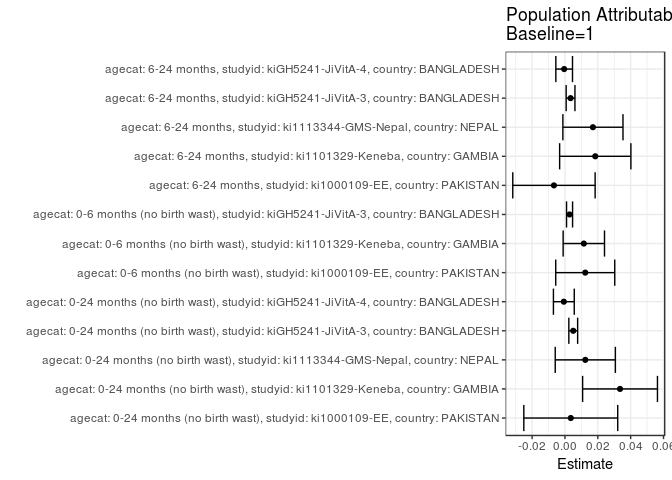 Population Attributab
Baseline=1
agecat: 6-24 months, studyid: kiGH5241-JiVitA-4, country: BANGLADESH
agecat: 6-24 months, studyid: kiGH5241-JiVitA-3, country: BANGLADESH
agecat: 6-24 months, studyid: ki1113344-GMS-Nepal, country: NEPAL
agecat: 6-24 months, studyid: ki1101329-Keneba, country: GAMBIA
agecat: 6-24 months, studyid: ki1000109-EE, country: PAKISTAN
agecat: 0-6 months (no birth wast), studyid: kiGH5241-JiVitA-3, country: BANGLADESH
agecat: 0-6 months (no birth wast), studyid: ki1101329-Keneba, country: GAMBIA
agecat: 0-6 months (no birth wast), studyid: ki1000109-EE, country: PAKISTAN
agecat: 0-24 months (no birth wast), studyid: kiGH5241-JiVitA-4, country: BANGLADESH
agecat: 0-24 months (no birth wast), studyid: kiGH5241-JiVitA-3, country: BANGLADESH
agecat: 0-24 months (no birth wast), studyid: ki1113344-GMS-Nepal, country: NEPAL
agecat: 0-24 months (no birth wast), studyid: ki1101329-Keneba, country: GAMBIA
agecat: 0-24 months (no birth wast), studyid: ki1000109-EE, country: PAKISTAN
-0.02 0.00 0.02 0.04 0.06
Estimate